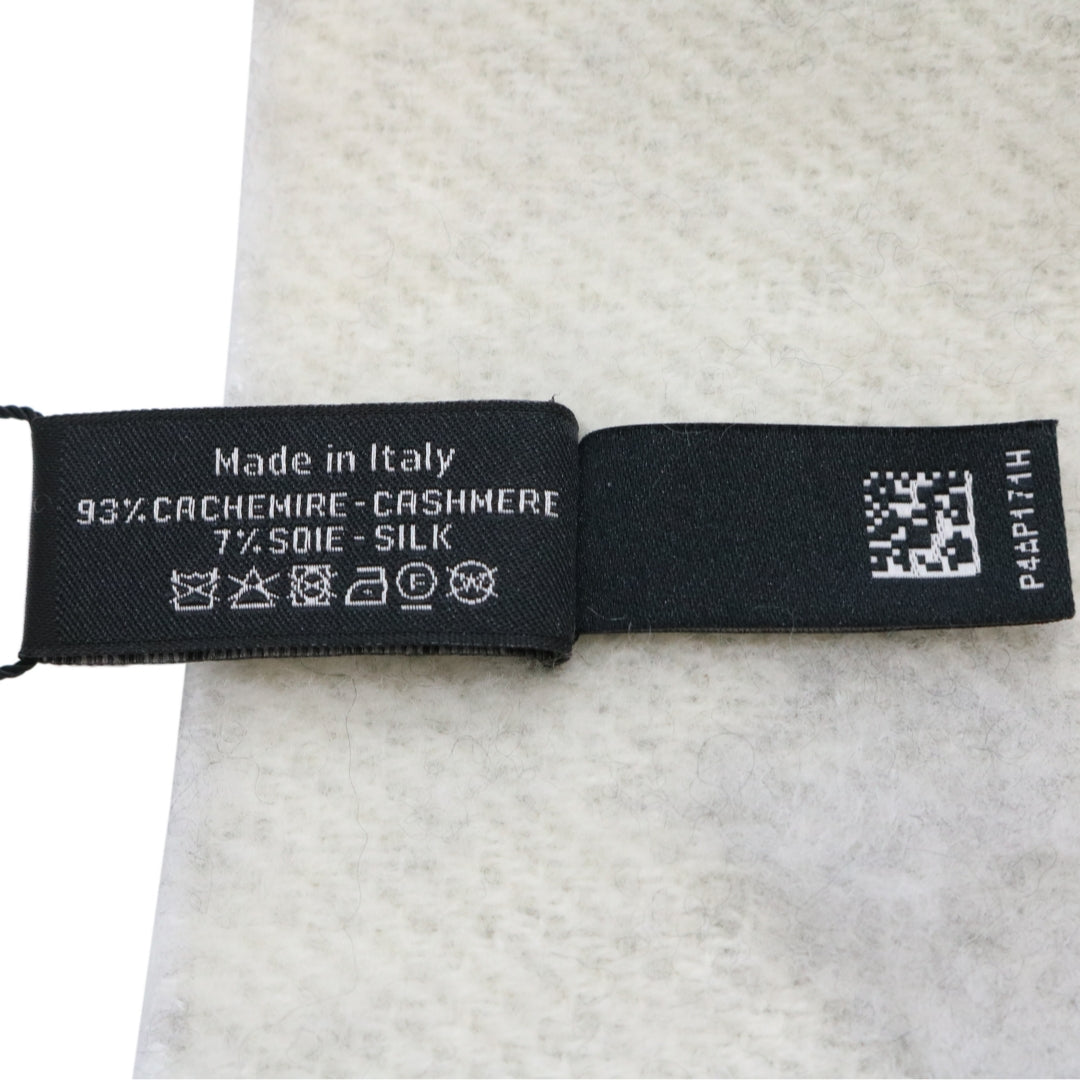 Made in Italy
93%CACHEMIRE-CASHMERE
7%SOIE-SILK
F W
P4AP171H